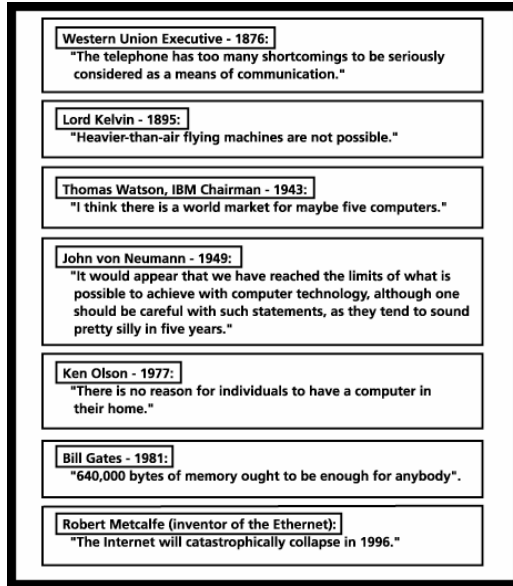 Western Union Executive - 1876:
"The telephone has too many shortcomings to be seriously
considered as a means of communication."
Lord Kelvin - 1895:
"Heavier-than-air flying machines are not possible."
Thomas Watson, IBM Chairman - 1943:
"I think there is a world market for maybe five computers."
John von Neumann - 1949:
"It would appear that we have reached the limits of what is
possible to achieve with computer technology, although one
should be careful with such statements, as they tend to sound
pretty silly in five years."
Ken Olson - 1977:
"There is no reason for individuals to have a computer in
their home."
Bill Gates - 1981:
"640,000 bytes of memory ought to be enough for anybody".
Robert Metcalfe (inventor of the Ethernet):
"The Internet will catastrophically collapse in 1996."